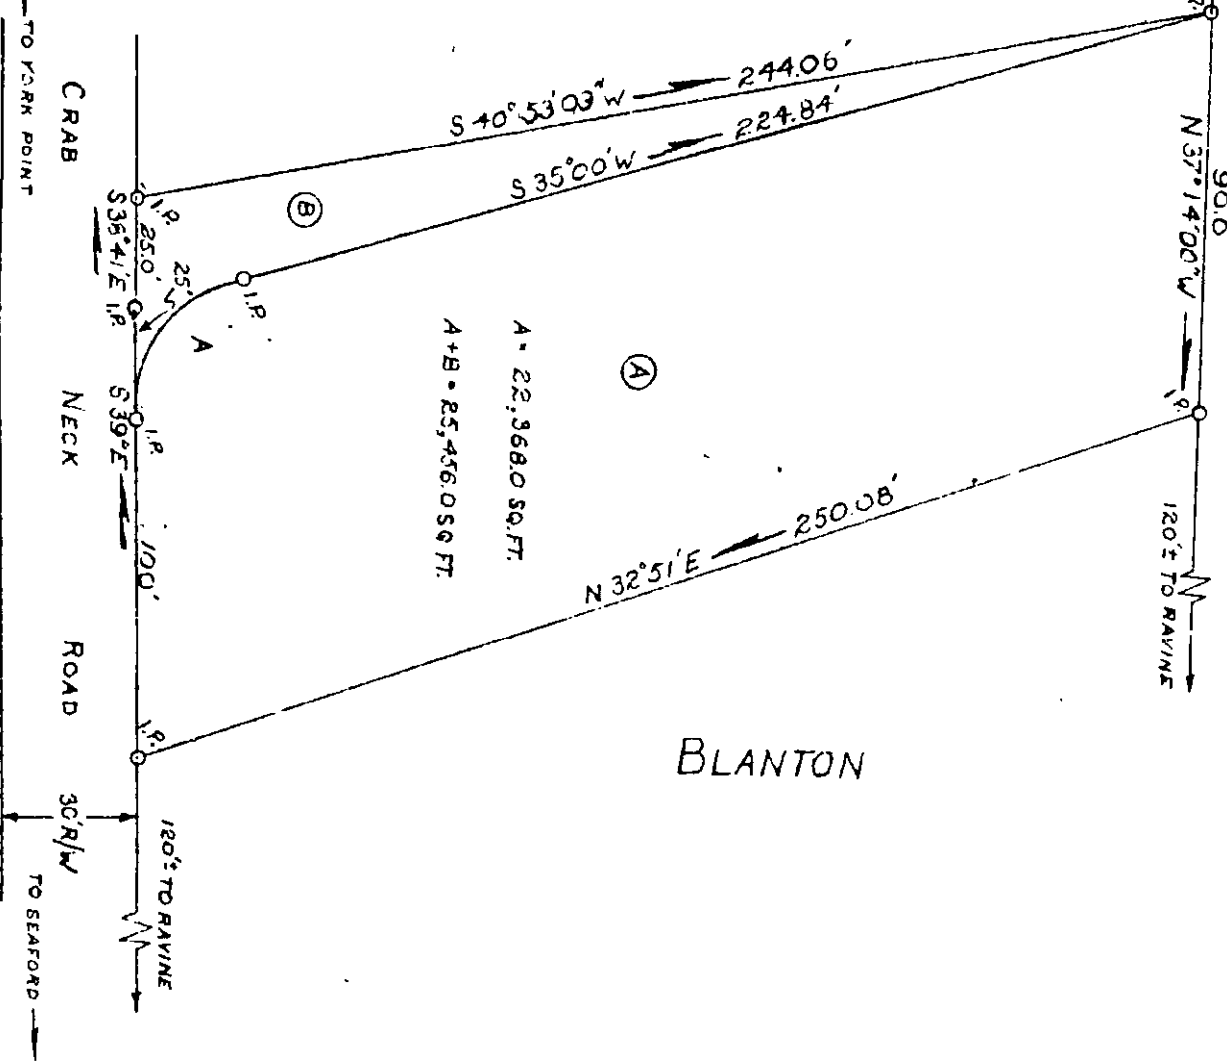 TO YORK POINT
CRAB NECK ROAD
30' R/W
TO SEAFORD
S 40° 53' 03" W 244.06'
S 35° 00' W 224.84'
N 37° 14' 00" W
90.0
I.P.
120'± TO RAVINE
B
I.P.
25.0'
S 38° 41' E
I.P.
25'
I.P.
A
S 39° E
I.P.
100'
A
A = 22,368.0 SQ. FT.
A+B = 25,456.0 SQ FT.
N 32° 51' E 250.08'
I.P.
120'± TO RAVINE
BLANTON